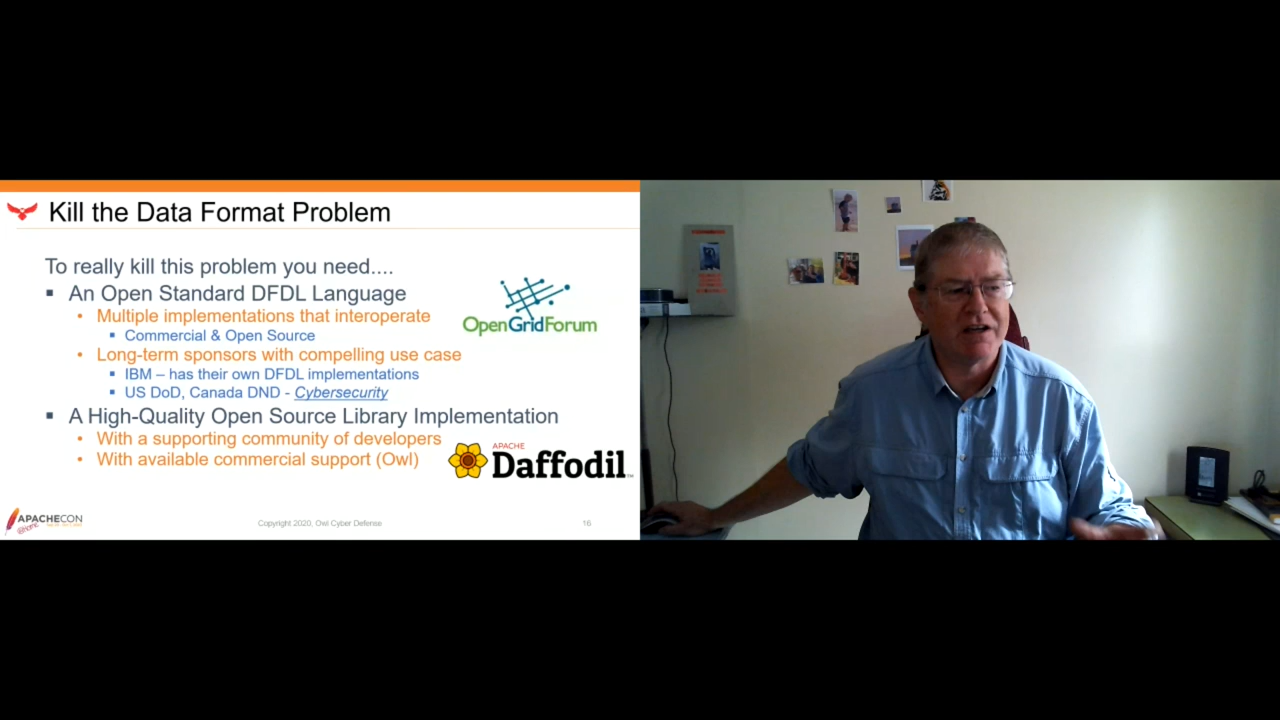 Kill the Data Format Problem
To really kill this problem you need....
An Open Standard DFDL Language
Multiple implementations that interoperate
Commercial & Open Source
Long-term sponsors with compelling use case
IBM – has their own DFDL implementations
US DoD, Canada DND - Cybersecurity
OpenGridForum
A High-Quality Open Source Library Implementation
With a supporting community of developers
With available commercial support (Owl)
APACHE
Daffodil
APACHECON
@Home
Copyright 2020, Owl Cyber Defense
16